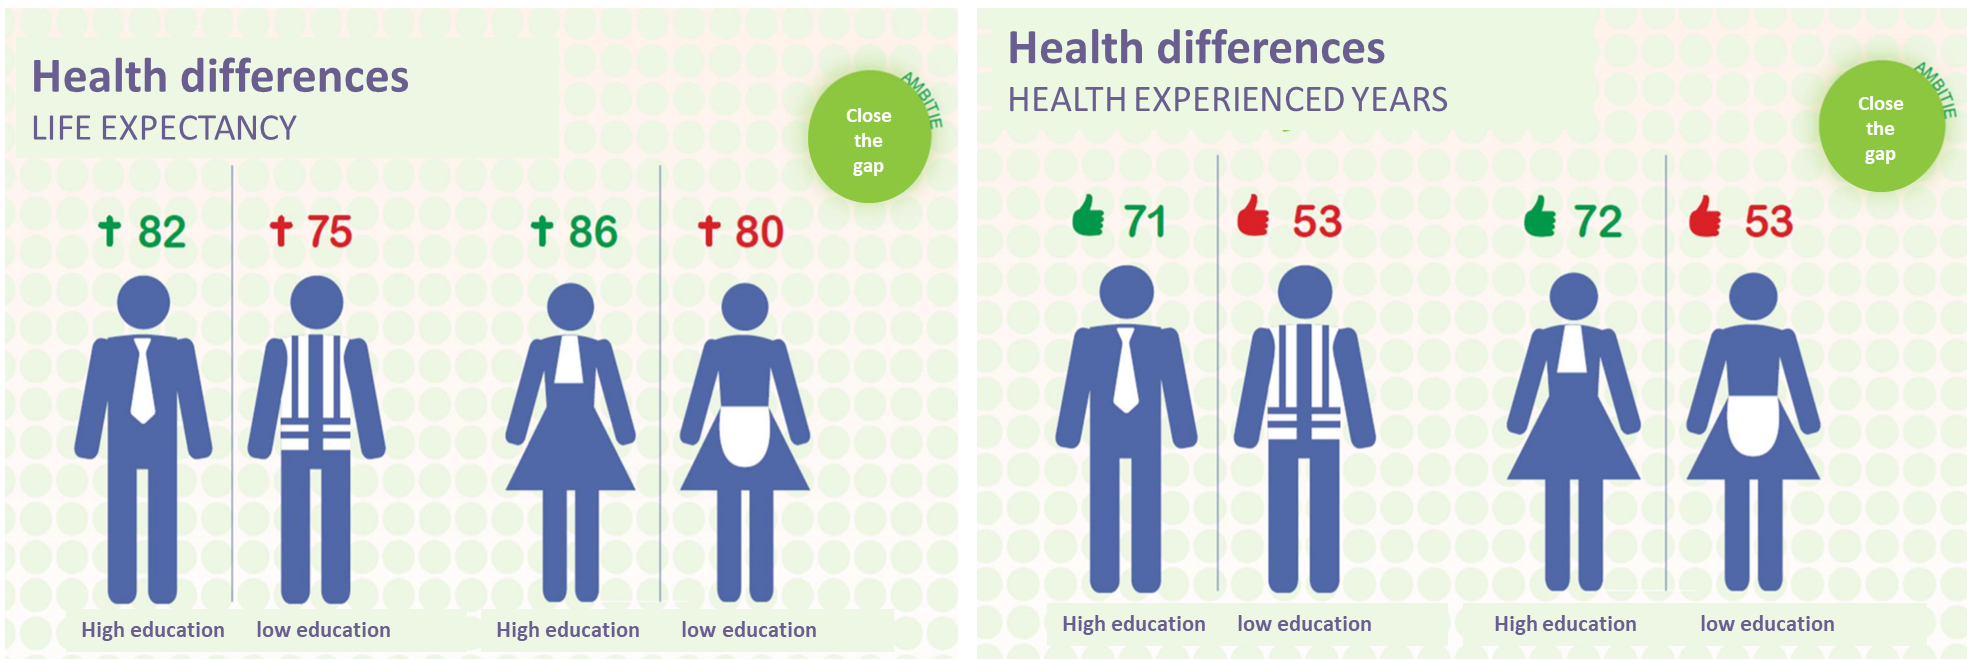 Health differences
LIFE EXPECTANCY
AMBITIE
Close
the
gap
82
75
86
80
High education
low education
High education
low education
Health differences
HEALTH EXPERIENCED YEARS
AMBITIE
Close
the
gap
71
53
72
53
High education
low education
High education
low education